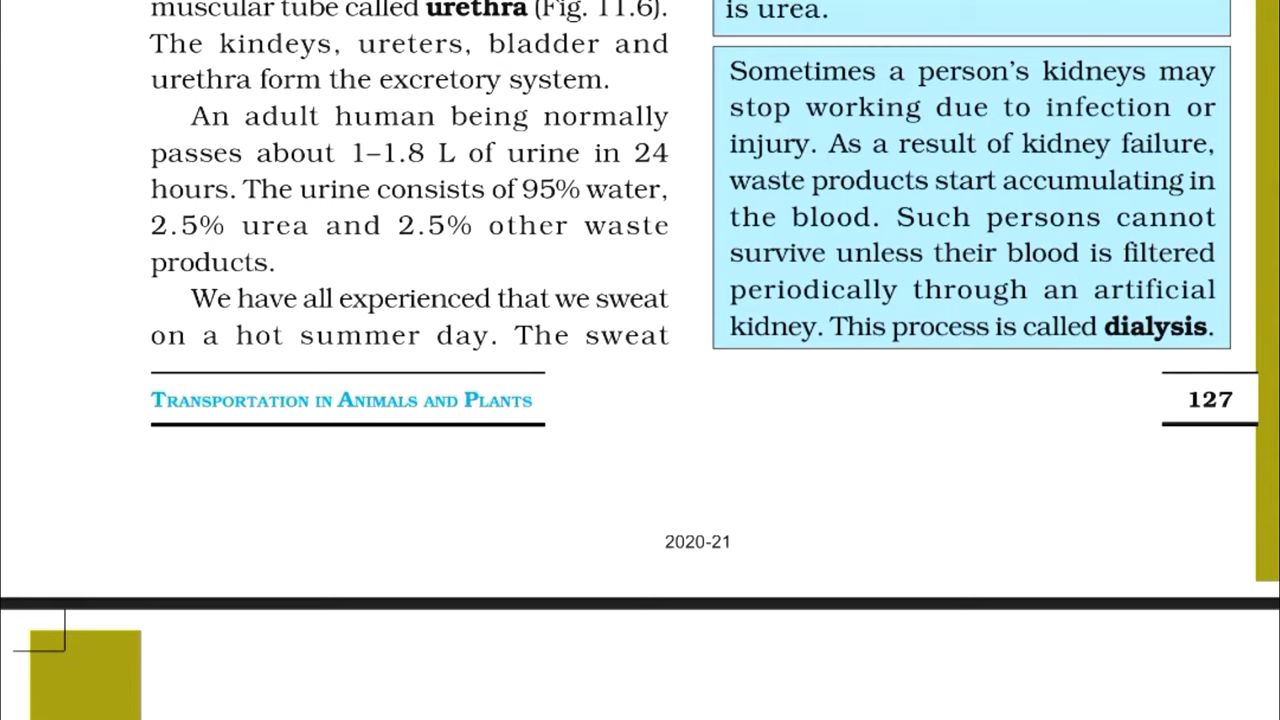 muscular tube called urethra (Fig. 11.6).
The kindeys, ureters, bladder and
urethra form the excretory system.
An adult human being normally
passes about 1–1.8 L of urine in 24
hours. The urine consists of 95% water,
2.5% urea and 2.5% other waste
products.
We have all experienced that we sweat
on a hot summer day. The sweat
is urea.
Sometimes a person's kidneys may
stop working due to infection or
injury. As a result of kidney failure,
waste products start accumulating in
the blood. Such persons cannot
survive unless their blood is filtered
periodically through an artificial
kidney. This process is called dialysis.
TRANSPORTATION IN ANIMALS AND PLANTS
127
2020-21